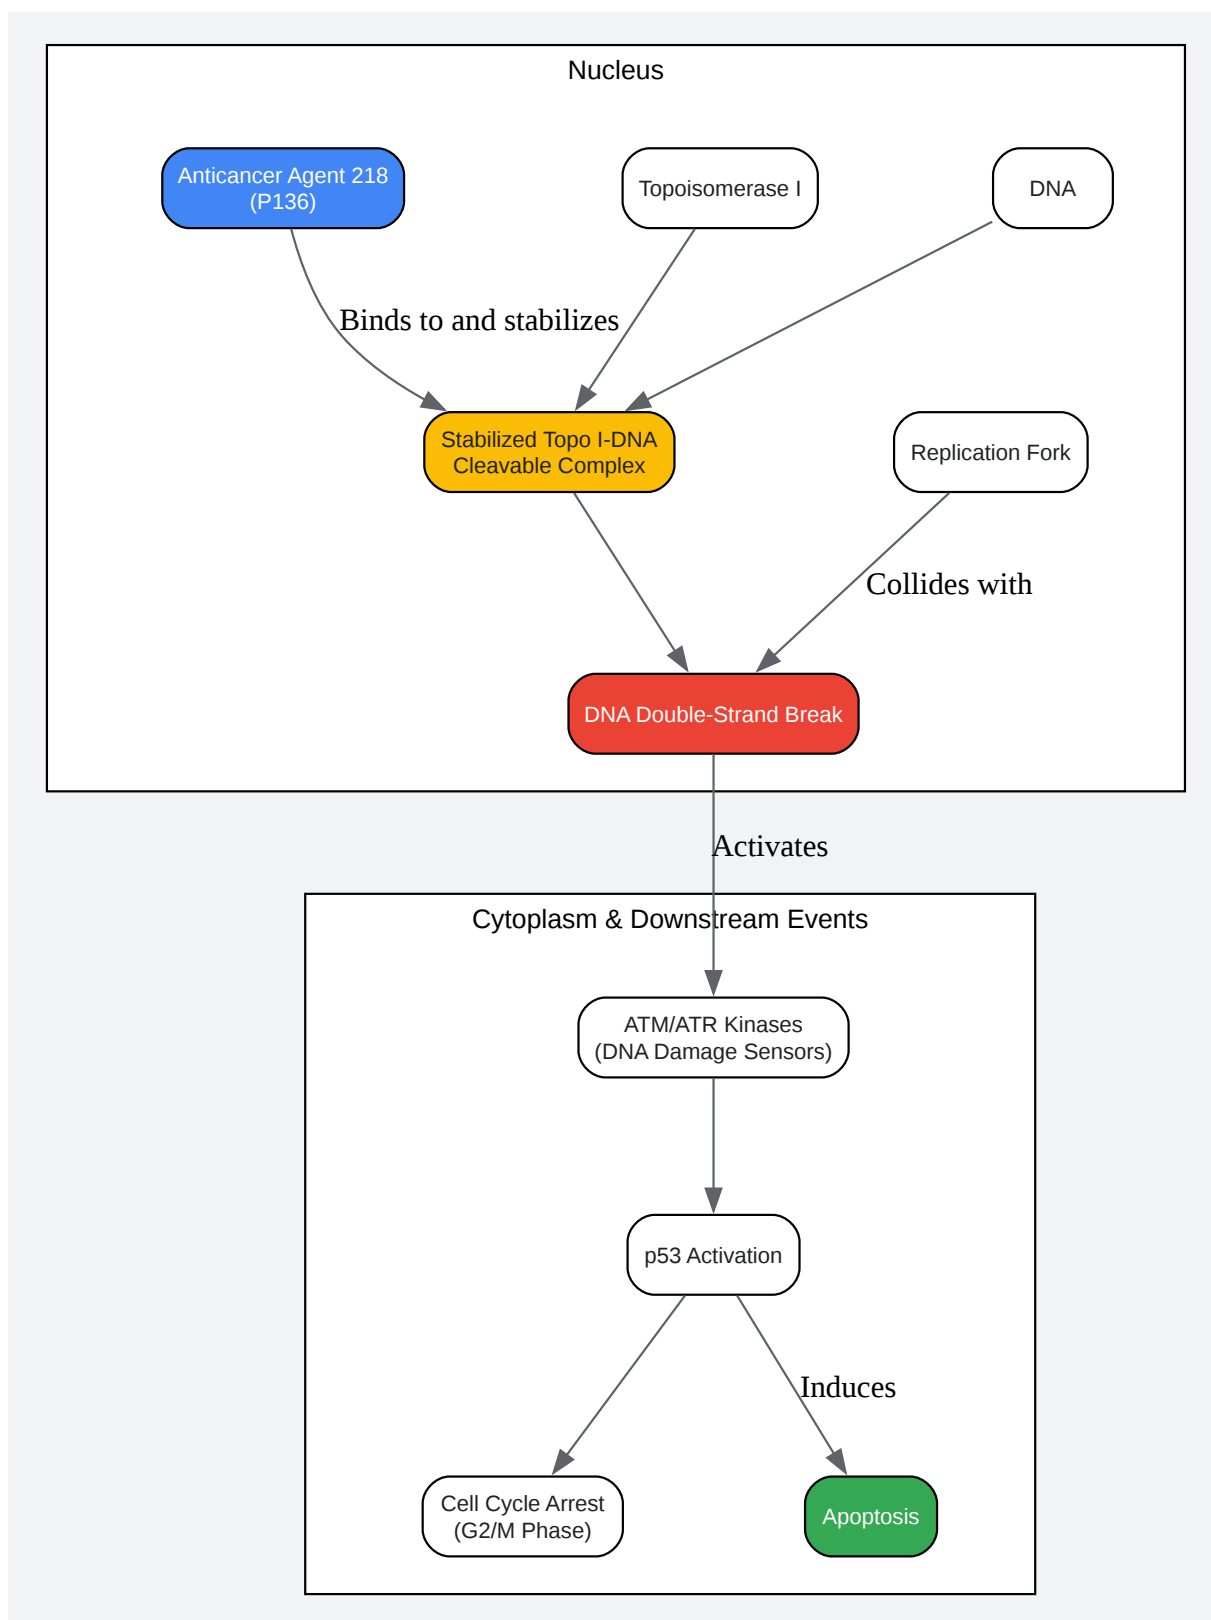 Nucleus
Anticancer Agent 218
(P136)
Topoisomerase I
DNA
Binds to and stabilizes
Stabilized Topo I-DNA
Cleavable Complex
Replication Fork
Collides with
DNA Double-Strand Break
Activates
Cytoplasm & Downstream Events
ATM/ATR Kinases
(DNA Damage Sensors)
p53 Activation
Induces
Cell Cycle Arrest
(G2/M Phase)
Apoptosis